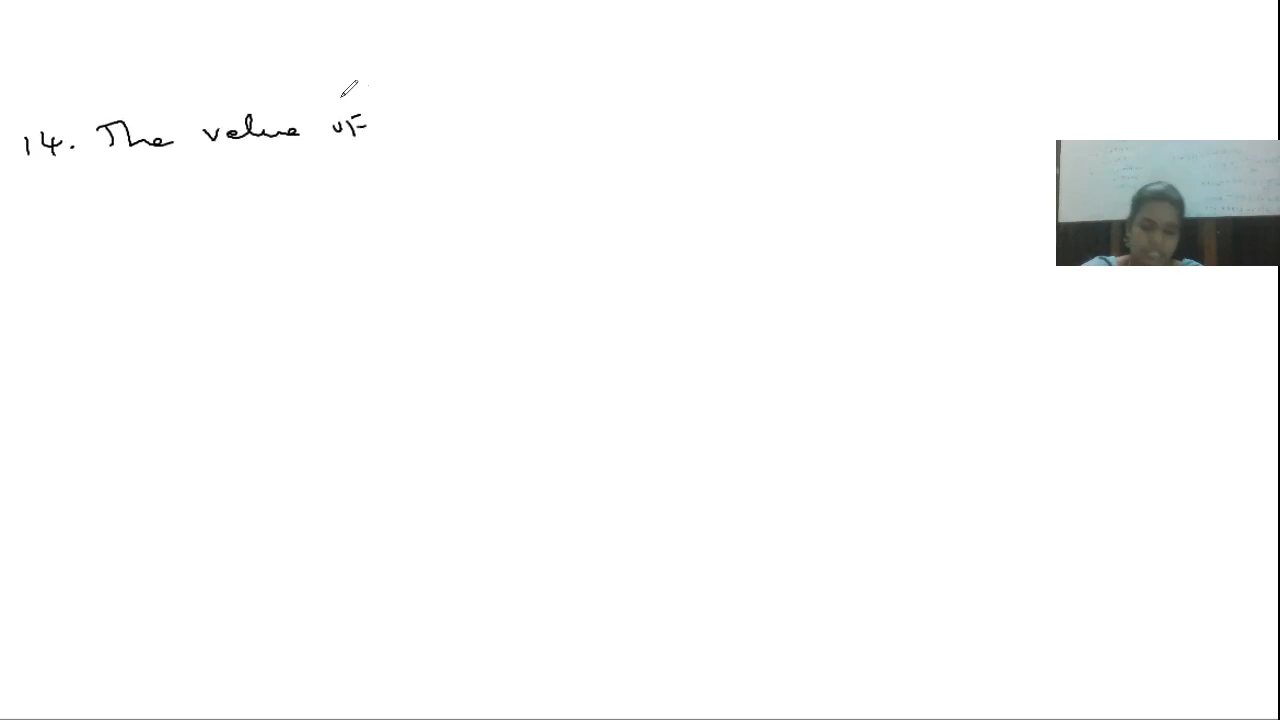 14. The value of